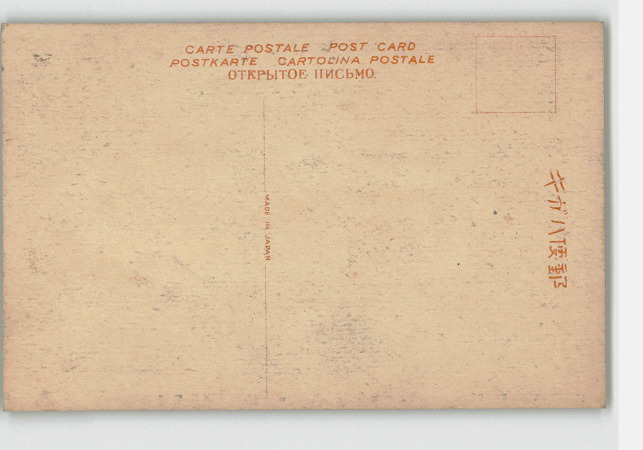 CARTE POSTALE POST CARD
POSTKARTE CARTOLINA POSTALE
ОТКРЫТОЕ ПИСЬМО.
MADE IN JAPAN
キガハ便郵